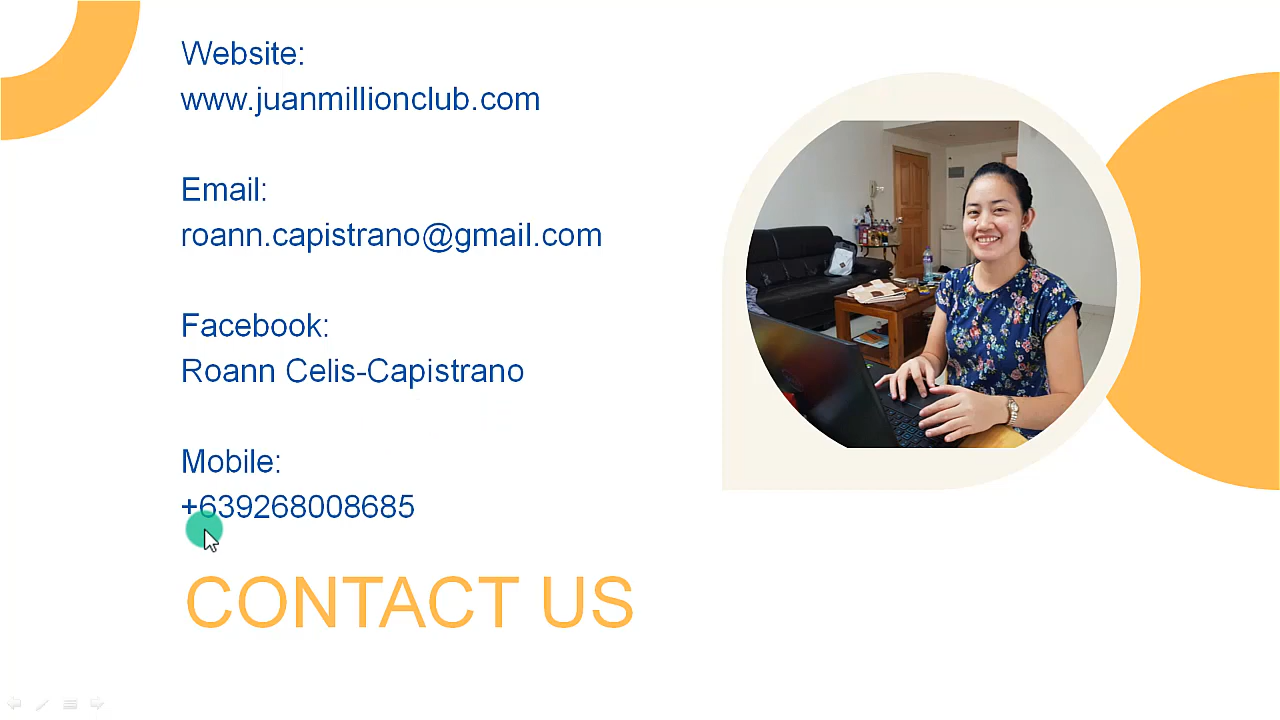 Website:
www.juanmillionclub.com
Email:
roann.capistrano@gmail.com
Facebook:
Roann Celis-Capistrano
Mobile:
+639268008685
CONTACT US